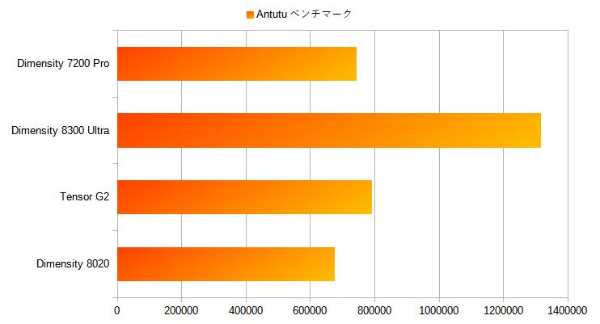 Antutu ベンチマーク
Dimensity 7200 Pro
Dimensity 8300 Ultra
Tensor G2
Dimensity 8020
0 200000 400000 600000 800000 1000000 1200000 1400000